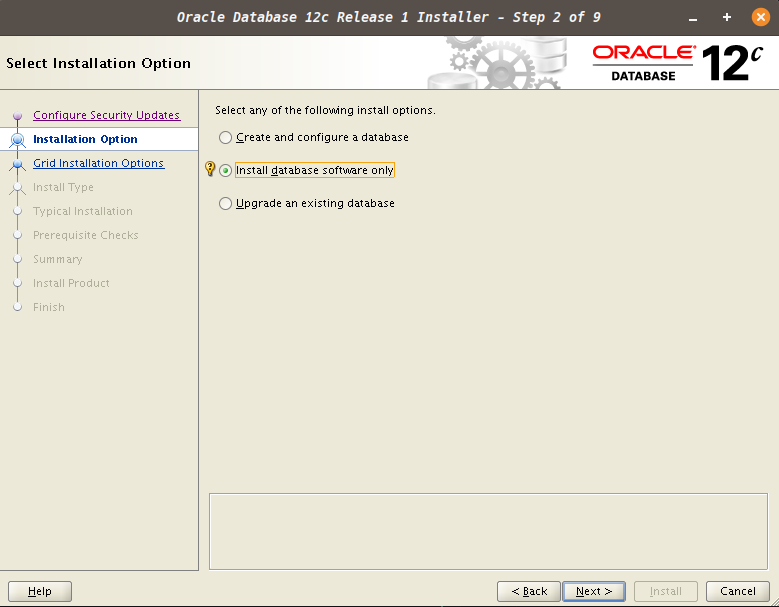 Oracle Database 12c Release 1 Installer - Step 2 of 9
Select Installation Option
ORACLE
DATABASE
12c
Configure Security Updates
Installation Option
Grid Installation Options
Install Type
Typical Installation
Prerequisite Checks
Summary
Install Product
Finish
Select any of the following install options.
Create and configure a database
Install database software only
Upgrade an existing database
Help
< Back
Next >
Install
Cancel